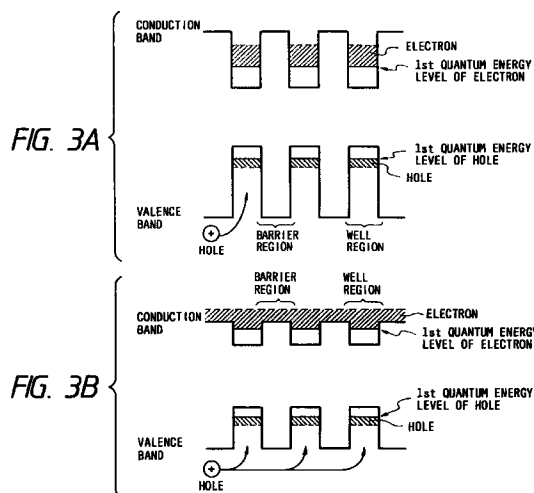 CONDUCTION
BAND
ELECTRON
1st QUANTUM ENERGY
LEVEL OF ELECTRON
FIG. 3A
1st QUANTUM ENERGY
LEVEL OF HOLE
HOLE
VALENCE
BAND
+
HOLE
BARRIER
REGION
WELL
REGION
BARRIER
REGION
WELL
REGION
CONDUCTION
BAND
ELECTRON
1st QUANTUM ENERGY
LEVEL OF ELECTRON
FIG. 3B
1st QUANTUM ENERGY
LEVEL OF HOLE
HOLE
VALENCE
BAND
+
HOLE